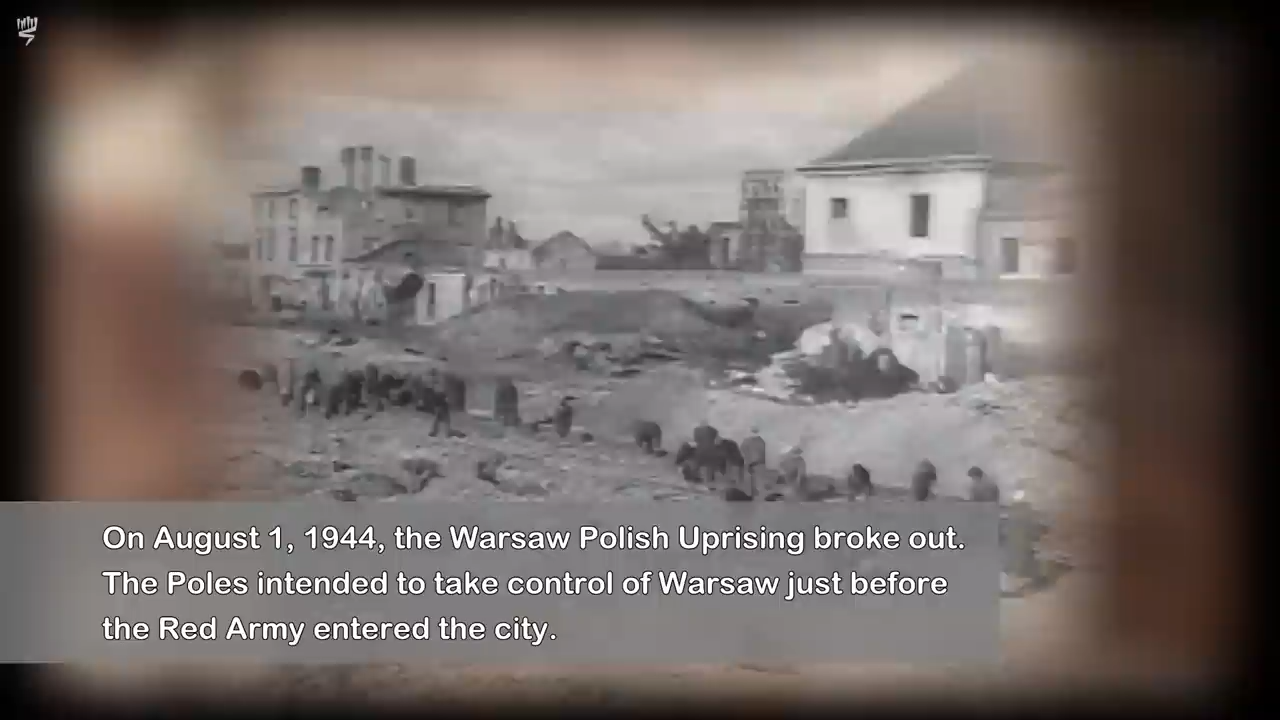 On August 1, 1944, the Warsaw Polish Uprising broke out.
The Poles intended to take control of Warsaw just before
the Red Army entered the city.